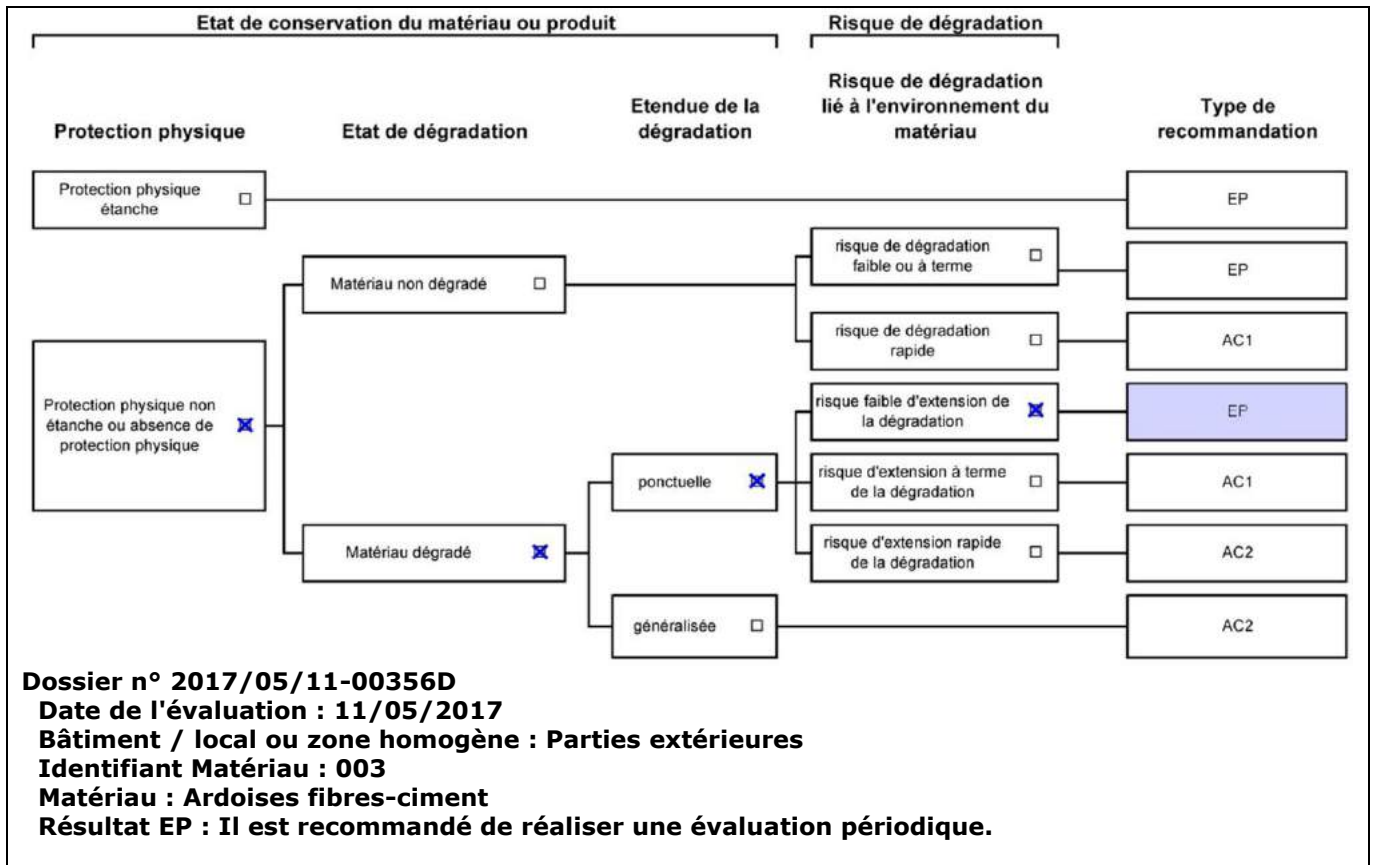 Etat de conservation du matériau ou produit
Risque de dégradation
Protection physique
Etat de dégradation
Etendue de la
dégradation
Risque de dégradation
lié à l'environnement du
matériau
Type de
recommandation
Protection physique
étanche
EP
risque de dégradation
faible ou à terme
EP
Matériau non dégradé
risque de dégradation
rapide
AC1
Protection physique non
étanche ou absence de
protection physique
risque faible d'extension de
la dégradation
EP
ponctuelle
risque d'extension à terme
de la dégradation
AC1
Matériau dégradé
risque d'extension rapide
de la dégradation
AC2
généralisée
AC2
Dossier n° 2017/05/11-00356D
Date de l'évaluation : 11/05/2017
Bâtiment / local ou zone homogène : Parties extérieures
Identifiant Matériau : 003
Matériau : Ardoises fibres-ciment
Résultat EP : Il est recommandé de réaliser une évaluation périodique.